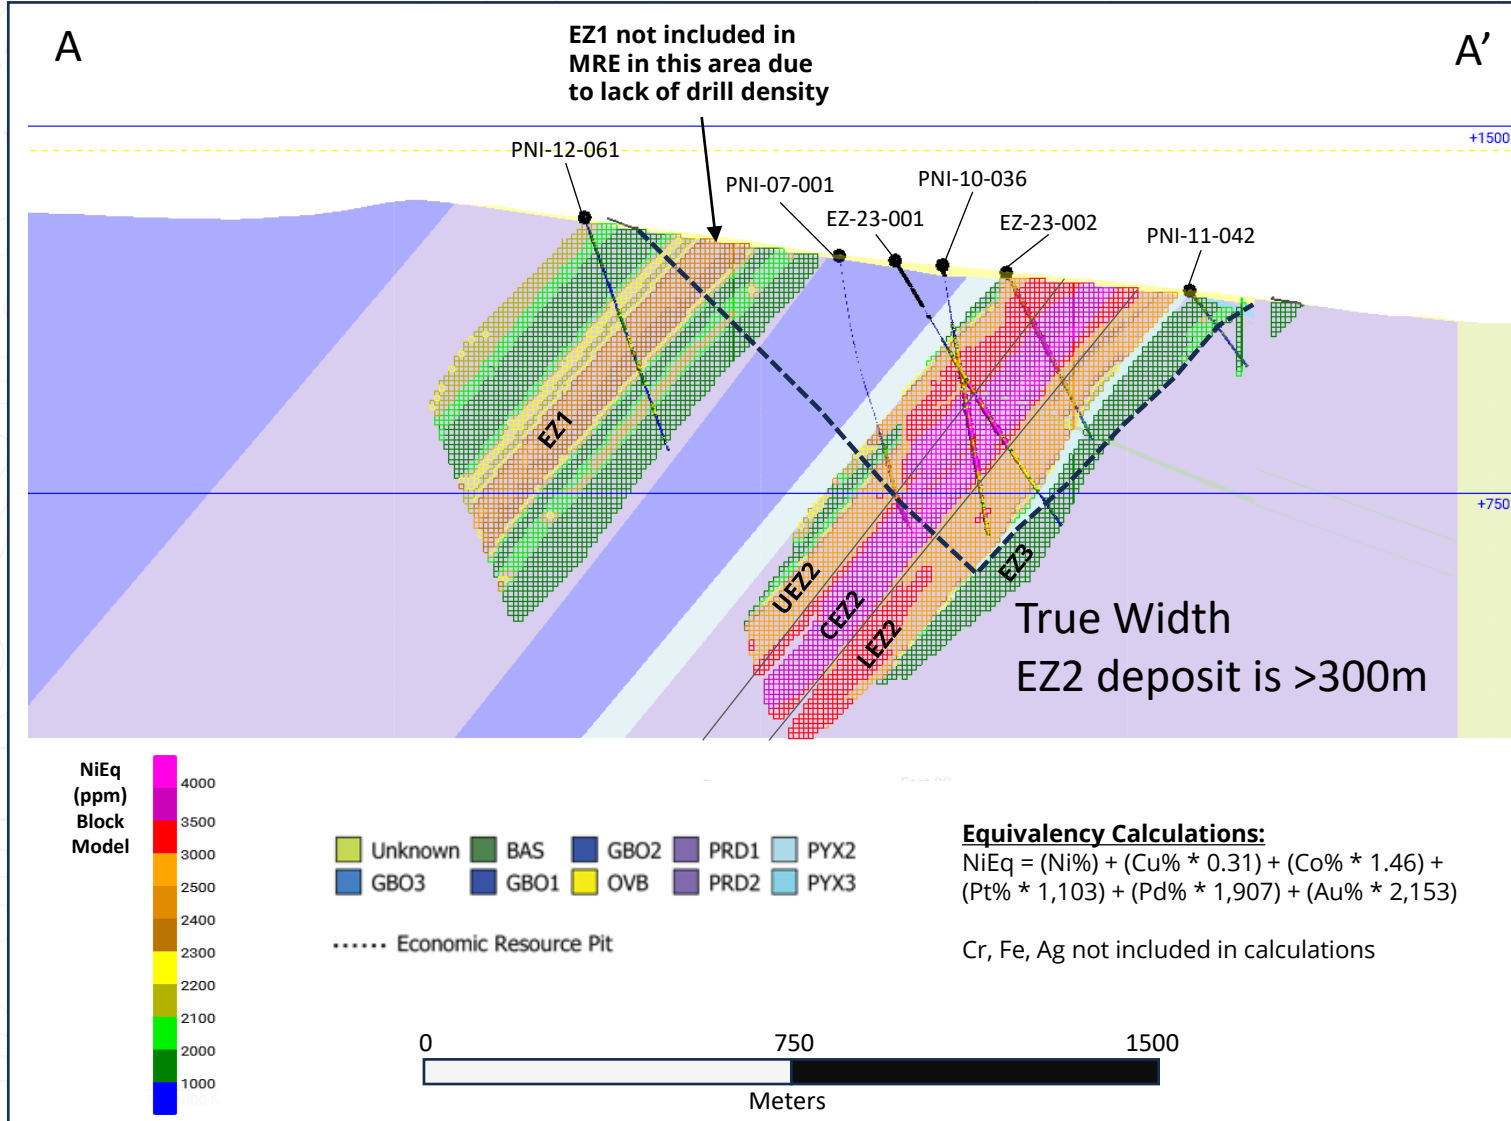 A
A’
EZ1 not included in
MRE in this area due
to lack of drill density
+1500
PNI-12-061
PNI-07-001
PNI-10-036
EZ-23-001
EZ-23-002
PNI-11-042
+750
EZ1
UEZ2
CEZ2
LEZ2
EZ3
True Width
EZ2 deposit is >300m
NiEq
(ppm)
Block
Model
4000
3500
3000
2500
2400
2300
2200
2100
2000
1000
Unknown BAS GBO2 PRD1 PYX2
GBO3 GBO1 OVB PRD2 PYX3
Economic Resource Pit
Equivalency Calculations:
NiEq = (Ni%) + (Cu% * 0.31) + (Co% * 1.46) +
(Pt% * 1,103) + (Pd% * 1,907) + (Au% * 2,153)
Cr, Fe, Ag not included in calculations
0 750 1500
Meters